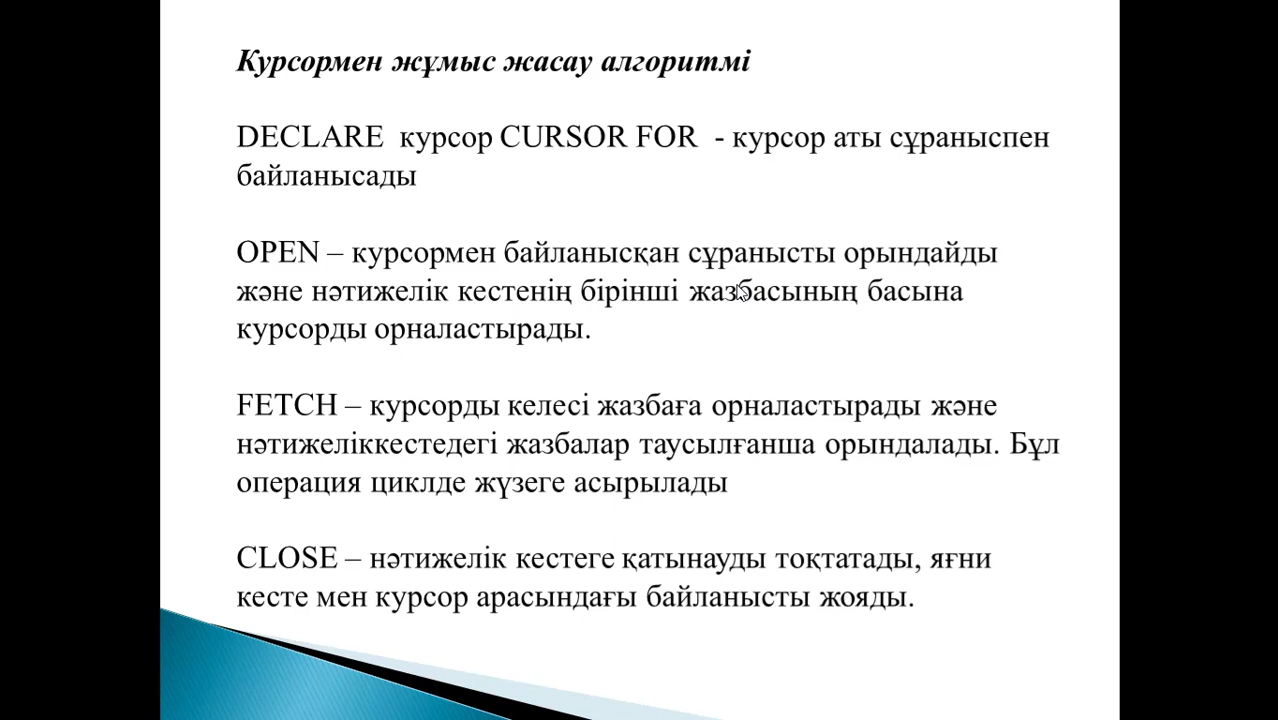 Курсормен жұмыс жасау алгоритмі
DECLARE курсор CURSOR FOR - курсор аты сұраныспен
байланысады
OPEN – курсормен байланысқан сұранысты орындайды
және нәтижелік кестенің бірінші жазбасының басына
курсорды орналастырады.
FETCH – курсорды келесі жазбаға орналастырады және
нәтижеліккестедегі жазбалар таусылғанша орындалады. Бұл
операция циклде жүзеге асырылады
CLOSE – нәтижелік кестеге қатынауды тоқтатады, яғни
кесте мен курсор арасындағы байланысты жояды.